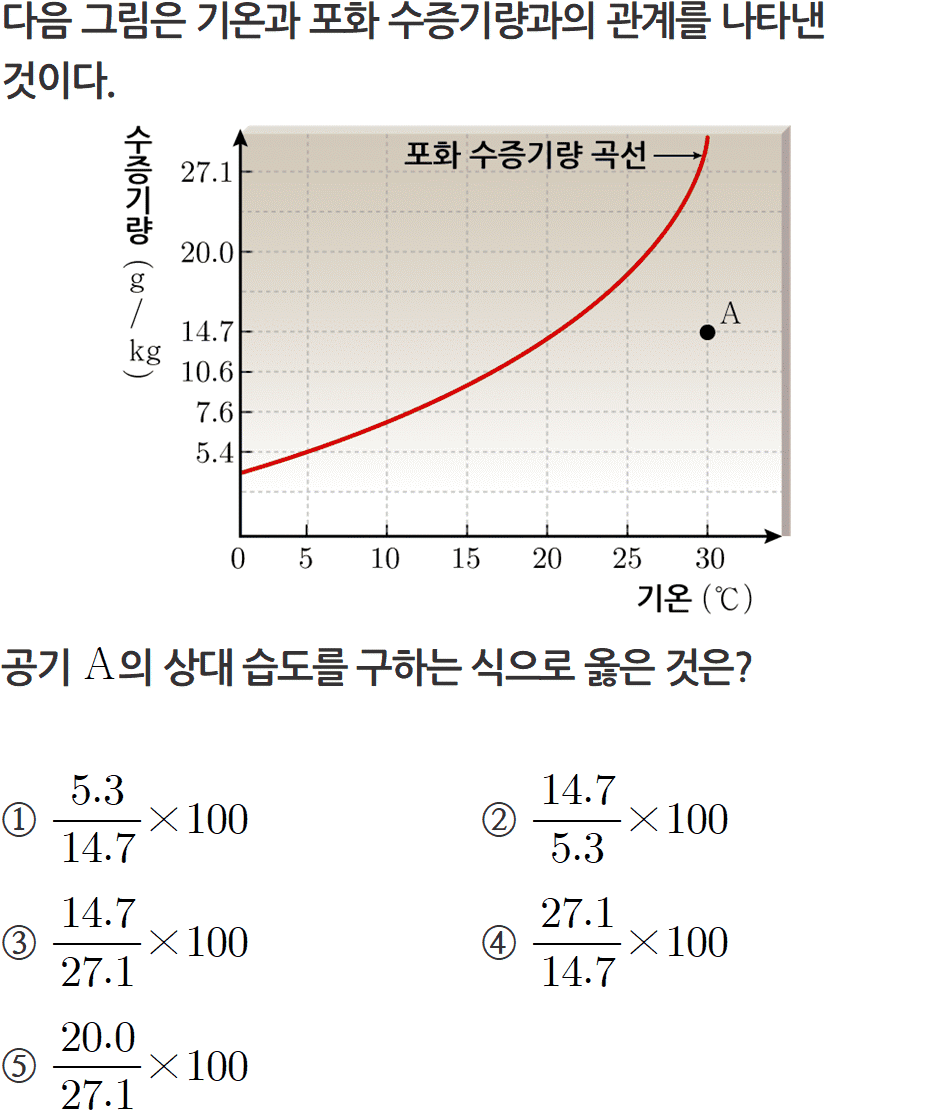 다음 그림은 기온과 포화 수증기량과의 관계를 나타낸
것이다.
수증기량 (g/kg)
포화 수증기량 곡선
27.1
20.0
14.7
10.6
7.6
5.4
A
0 5 10 15 20 25 30
기온 (℃)
공기 A의 상대 습도를 구하는 식으로 옳은 것은?
① 5.3/14.7 × 100 ② 14.7/5.3 × 100
③ 14.7/27.1 × 100 ④ 27.1/14.7 × 100
⑤ 20.0/27.1 × 100